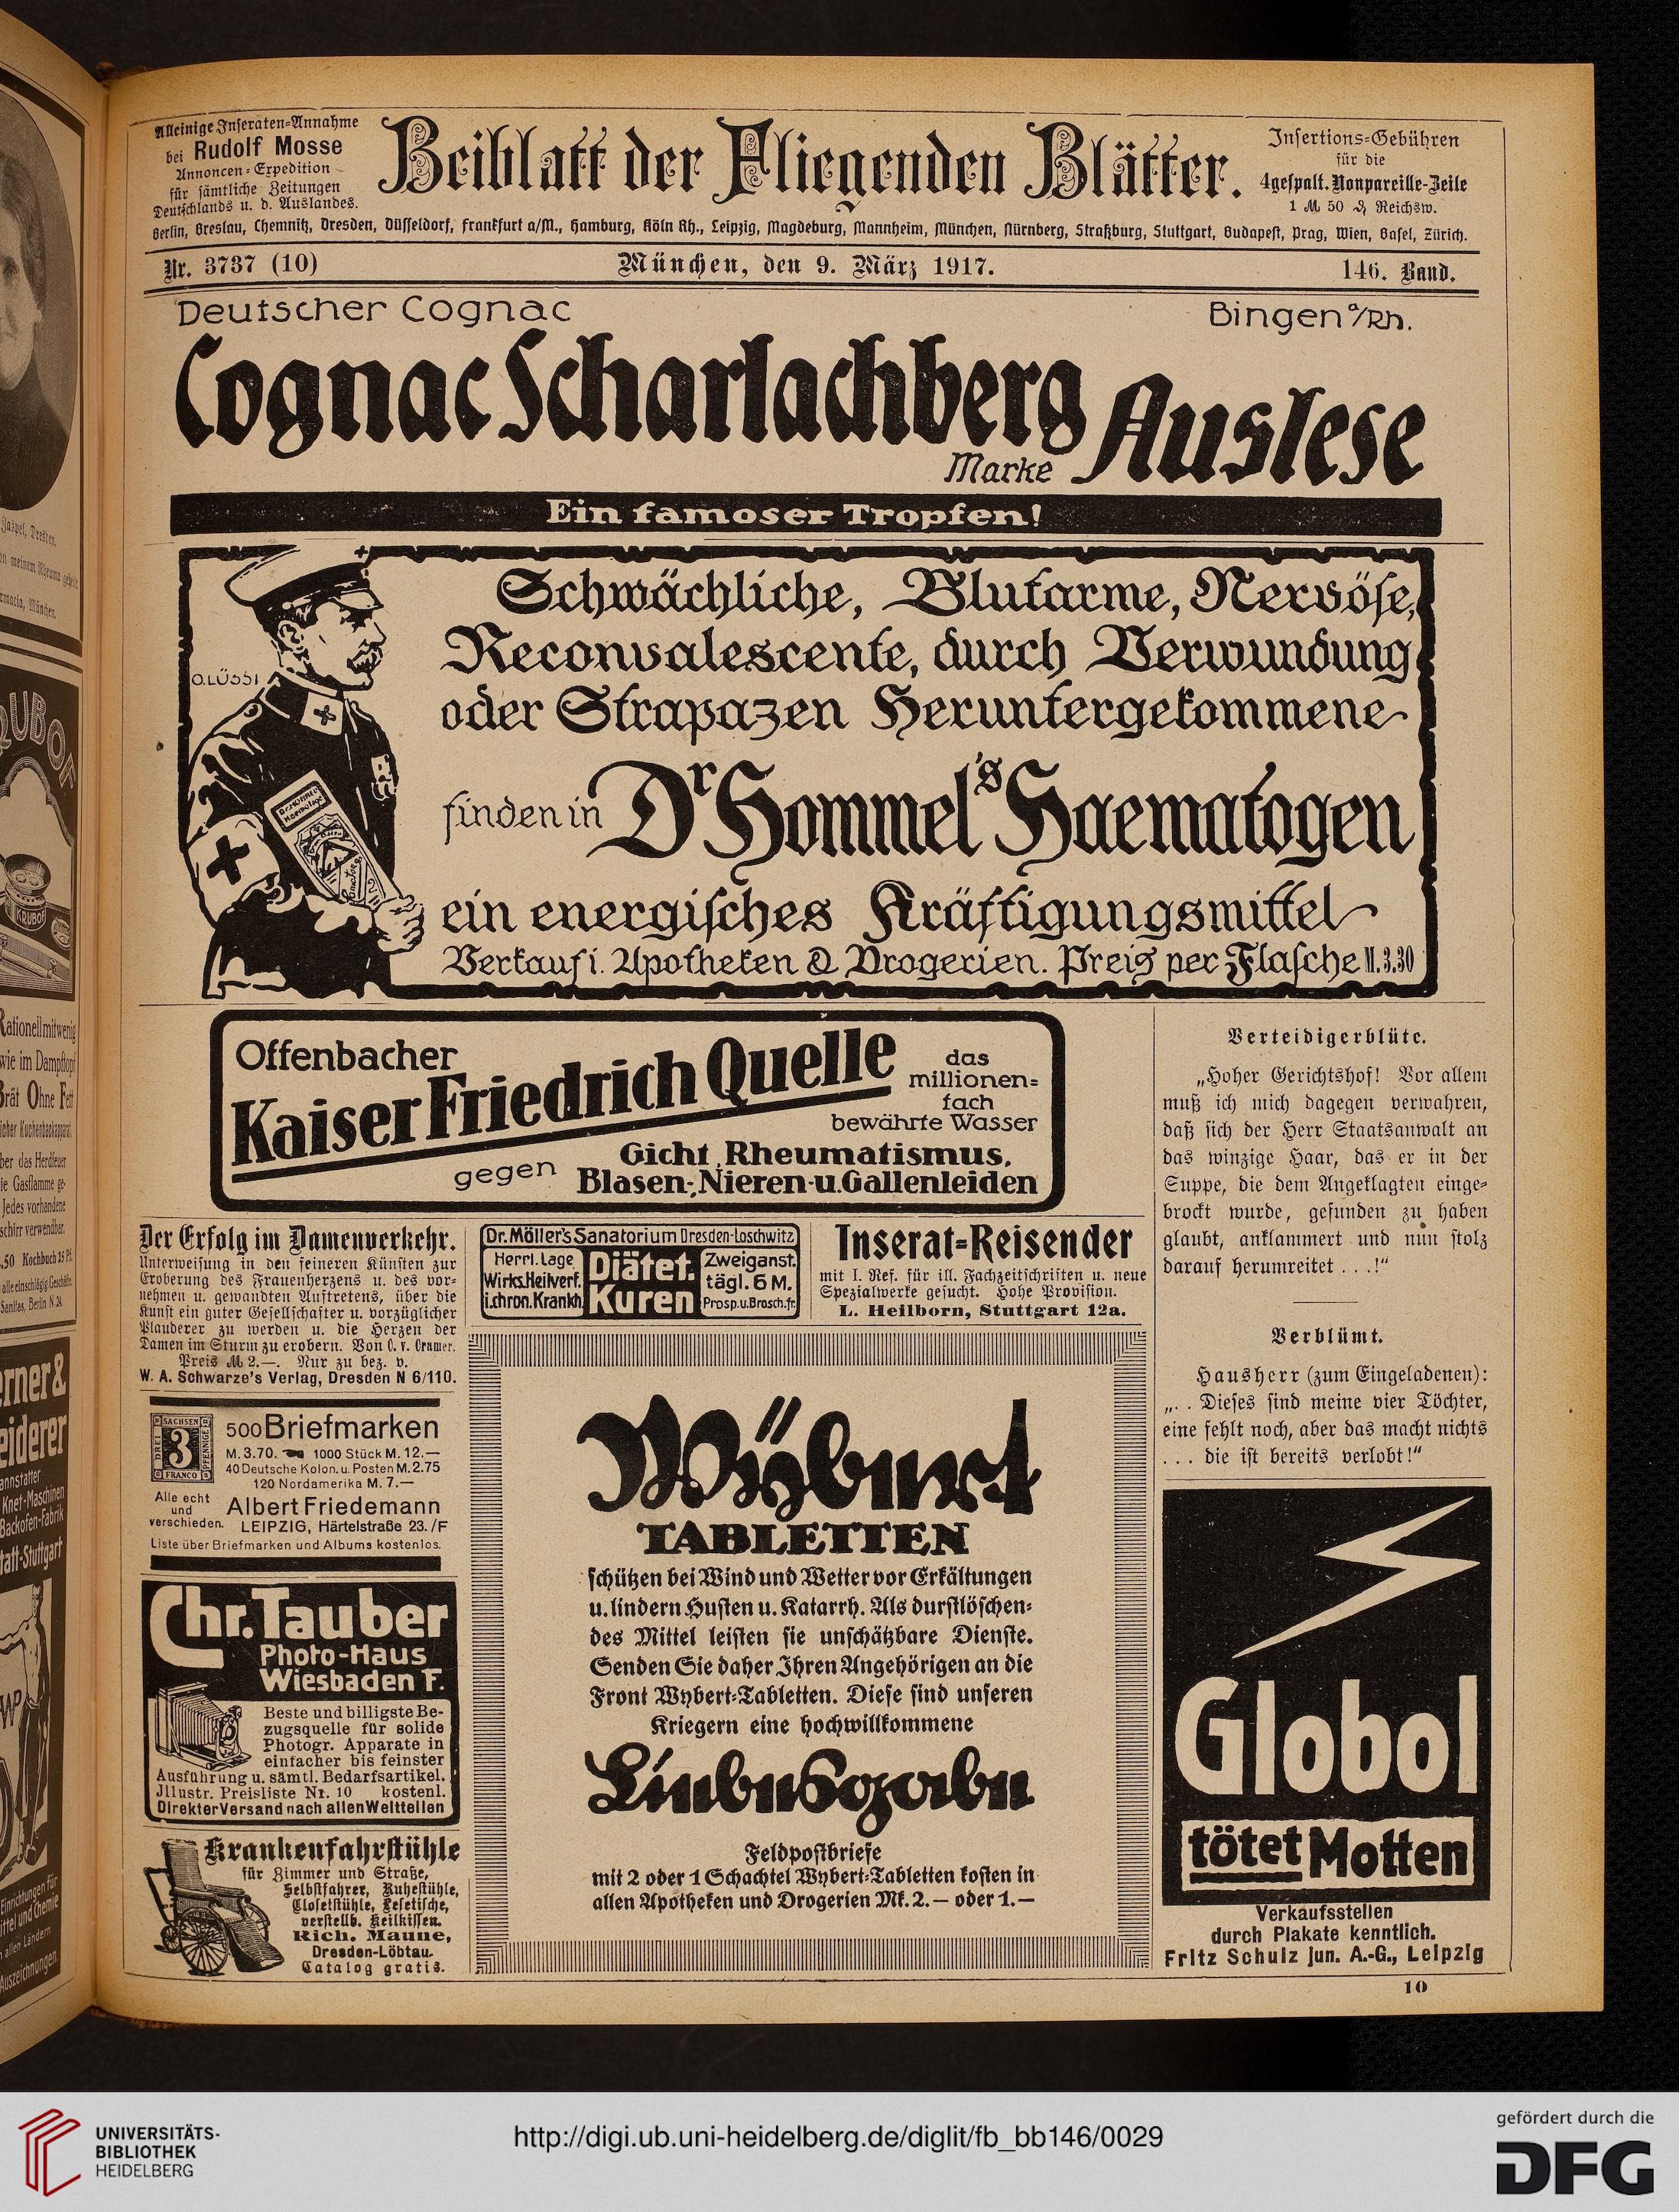 Alleinige Inseraten-Annahme
bei Rudolf Mosse
Annoncen-Expedition
für sämtliche Zeitungen
Deutschlands u. d. Auslandes.
Beiblatt der Fliegenden Blätter.
Insertions-Gebühren
für die
4gespalt. Nonpareille-Zeile
1 M 50 ₰ Reichsw.
Berlin, Breslau, Chemnitz, Dresden, Düsseldorf, Frankfurt a/M., Hamburg, Köln Rh., Leipzig, Magdeburg, Mannheim, München, Nürnberg, Straßburg, Stuttgart, Budapest, Prag, Wien, Basel, Zürich.
Nr. 3737 (10) München, den 9. März 1917. 146. Band.
Deutscher Cognac Bingen a/Rh.
Cognac Scharlachberg
Marke Auslese
Ein famoser Tropfen!
O. LÜSSI
Schwächliche, Blutarme, Nervöse,
Reconvalescente, durch Verwundung
oder Strapazen Heruntergekommene
finden in Dr Hommel's Haematogen
ein energisches Kräftigungsmittel
Verkauf i. Apotheken & Drogerien. Preis per Flasche M. 3.30
Offenbacher
Kaiser Friedrich Quelle
das
millionen-
fach
bewährte Wasser
gegen Gicht, Rheumatismus,
Blasen-, Nieren- u. Gallenleiden
Der Erfolg im Damenverkehr.
Unterweisung in den feineren Künsten zur
Eroberung des Frauenherzens u. des vor-
nehmen u. gewandten Auftretens, über die
Kunst ein guter Gesellschafter u. vorzüglicher
Plauderer zu werden u. die Herzen der
Damen im Sturm zu erobern. Von C. v. Cramer.
Preis M 2.—. Nur zu bez. v.
W. A. Schwarze's Verlag, Dresden N 6/110.
SACHSEN
DREI 3 PFENNIGE
FRANCO
500 Briefmarken
M. 3.70. 1000 Stück M. 12.—
40 Deutsche Kolon. u. Posten M. 2.75
120 Nordamerika M. 7.—
Alle echt
und
verschieden.
Albert Friedemann
LEIPZIG, Härtelstraße 23./F
Liste über Briefmarken und Albums kostenlos.
Chr. Tauber
Photo-Haus
Wiesbaden F.
Beste und billigste Be-
zugsquelle für solide
Photogr. Apparate in
einfacher bis feinster
Ausführung u. sämtl. Bedarfsartikel.
Jllustr. Preisliste Nr. 10 kostenl.
Direkter Versand nach allen Weltteilen
Krankenfahrstühle
für Zimmer und Straße,
Selbstfahrer, Ruhestühle,
Closetstühle, Lesetische,
verstellb. Keilkissen.
Rich. Maune,
Dresden-Löbtau.
Catalog gratis.
Dr. Möller's Sanatorium Dresden-Loschwitz
Herrl. Lage
Wirks. Heilverf.
i. chron. Krankh.
Diätet.
Kuren
Zweiganst.
tägl. 6 M.
Prosp. u. Brosch. fr.
Inserat-Reisender
mit I. Ref. für ill. Fachzeitschriften u. neue
Spezialwerke gesucht. Hohe Provision.
L. Heilborn, Stuttgart 12a.
Wybert
TABLETTEN
schützen bei Wind und Wetter vor Erkältungen
u. lindern Husten u. Katarrh. Als durstlöschen-
des Mittel leisten sie unschätzbare Dienste.
Senden Sie daher Ihren Angehörigen an die
Front Wybert-Tabletten. Diese sind unseren
Kriegern eine hochwillkommene
Liebesgabe
Feldpostbriefe
mit 2 oder 1 Schachtel Wybert-Tabletten kosten in
allen Apotheken und Drogerien Mk. 2.— oder 1.—
Verteidigerblüte.
„Hoher Gerichtshof! Vor allem
muß ich mich dagegen verwahren,
daß sich der Herr Staatsanwalt an
das winzige Haar, das er in der
Suppe, die dem Angeklagten einge-
brockt wurde, gefunden zu haben
glaubt, anklammert und nun stolz
darauf herumreitet . . .!“
Verblümt.
Hausherr (zum Eingeladenen):
„. . Dieses sind meine vier Töchter,
eine fehlt noch, aber das macht nichts
. . . die ist bereits verlobt!“
Globol
tötet Motten
Verkaufsstellen
durch Plakate kenntlich.
Fritz Schulz jun. A.-G., Leipzig
10
UNIVERSITÄTS-
BIBLIOTHEK
HEIDELBERG
http://digi.ub.uni-heidelberg.de/diglit/fb_bb146/0029
gefördert durch die
DFG